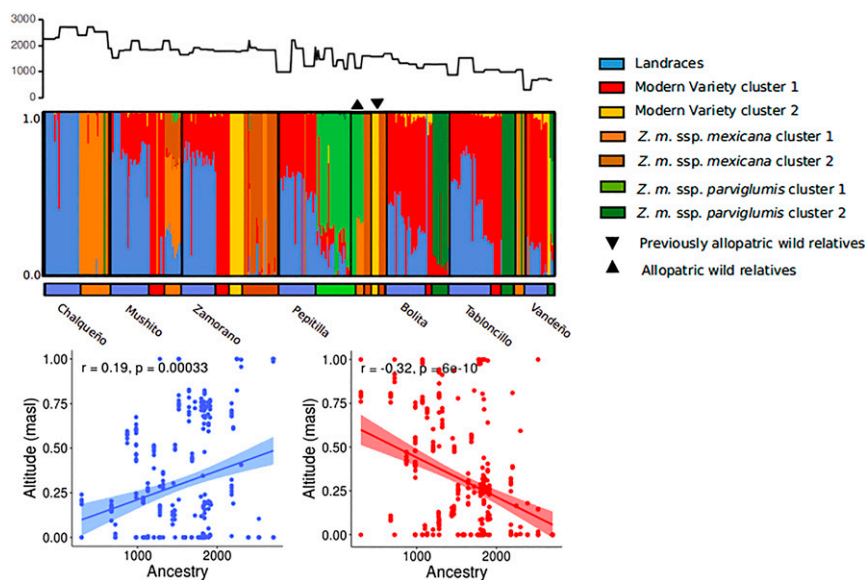 3000
2000
1000
0
1.0
0.0
Landraces
Modern Variety cluster 1
Modern Variety cluster 2
Z. m. ssp. mexicana cluster 1
Z. m. ssp. mexicana cluster 2
Z. m. ssp. parviglumis cluster 1
Z. m. ssp. parviglumis cluster 2
Previously allopatric wild relatives
Allopatric wild relatives
Chalqueño
Mushito
Zamorano
Pepitilla
Bolita
Tabloncillo
Vandeño
r = 0.19, p = 0.00033
Altitude (masl)
1.00
0.75
0.50
0.25
0.00
1000
2000
Ancestry
r = -0.32, p = 6e-10
Altitude (masl)
1.00
0.75
0.50
0.25
0.00
1000
2000
Ancestry